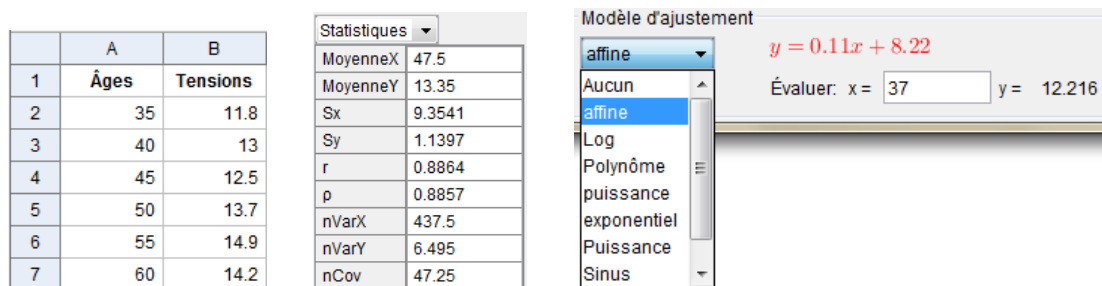 A B
1 Âges Tensions
2 35 11.8
3 40 13
4 45 12.5
5 50 13.7
6 55 14.9
7 60 14.2
Statistiques
MoyenneX 47.5
MoyenneY 13.35
Sx 9.3541
Sy 1.1397
r 0.8864
ρ 0.8857
nVarX 437.5
nVarY 6.495
nCov 47.25
Modèle d'ajustement
affine
y = 0.11x + 8.22
Évaluer: x = 37 y = 12.216
Aucun
affine
Log
Polynôme
puissance
exponentiel
Puissance
Sinus